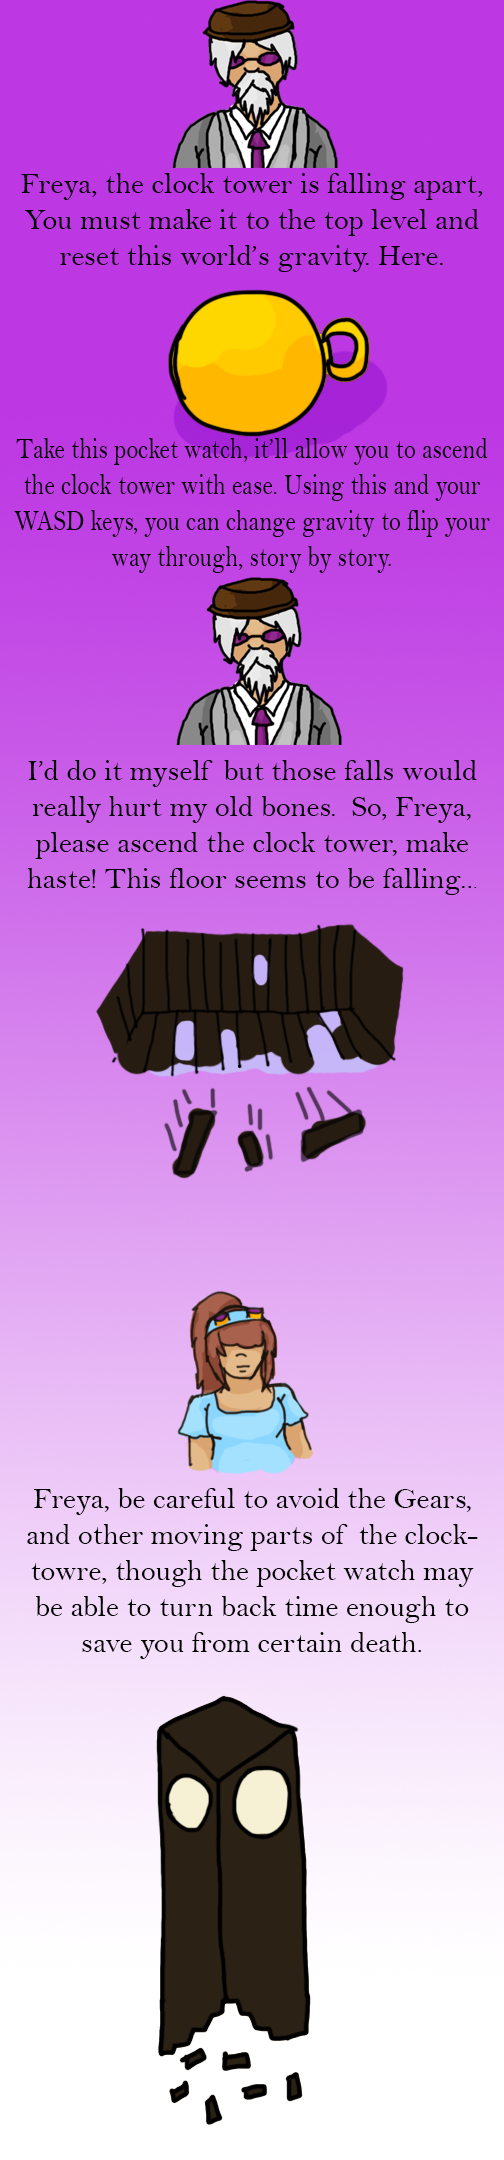 Freya, the clock tower is falling apart,
You must make it to the top level and
reset this world's gravity. Here.
Take this pocket watch, it'll allow you to ascend
the clock tower with ease. Using this and your
WASD keys, you can change gravity to flip your
way through, story by story.
I'd do it myself but those falls would
really hurt my old bones. So, Freya,
please ascend the clock tower, make
haste! This floor seems to be falling...
Freya, be careful to avoid the Gears,
and other moving parts of the clock-
towre, though the pocket watch may
be able to turn back time enough to
save you from certain death.